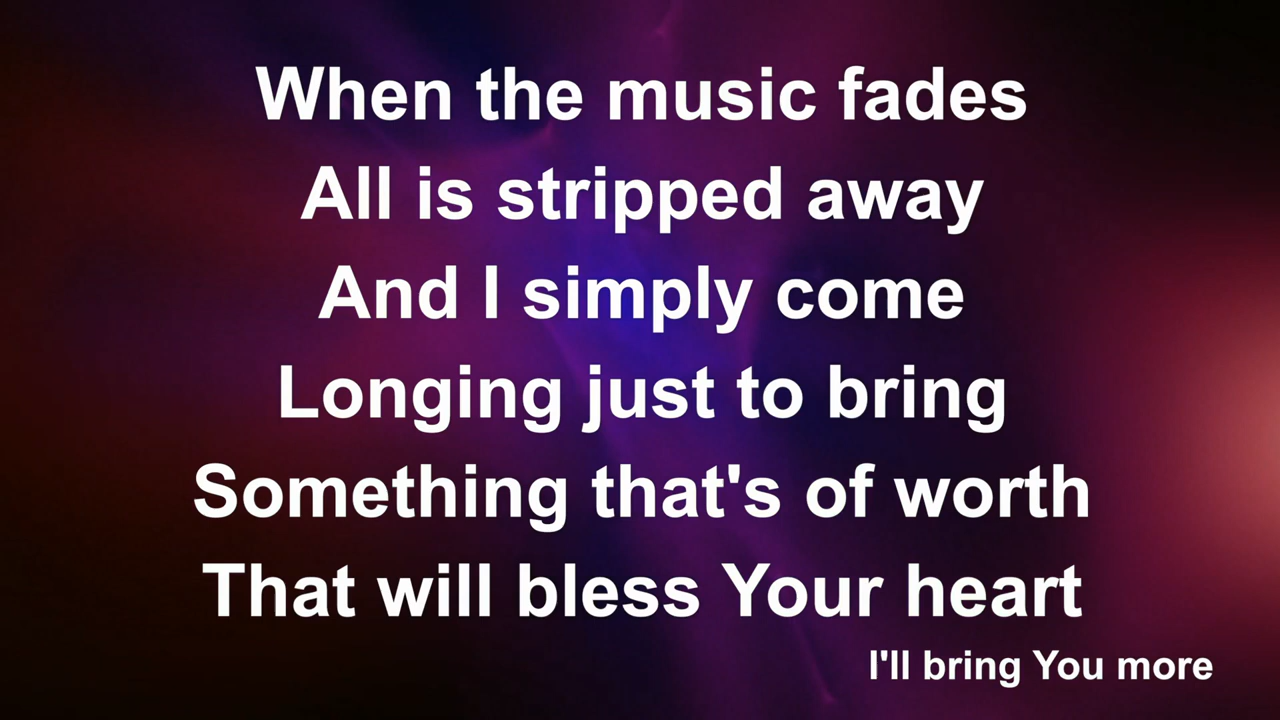 When the music fades
All is stripped away
And I simply come
Longing just to bring
Something that's of worth
That will bless Your heart
I'll bring You more